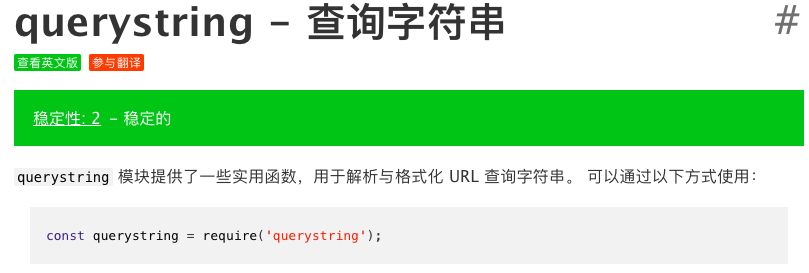 querystring - 查询字符串 #
查看英文版 参与翻译
稳定性: 2 - 稳定的
querystring 模块提供了一些实用函数，用于解析与格式化 URL 查询字符串。 可以通过以下方式使用：
const querystring = require('querystring');